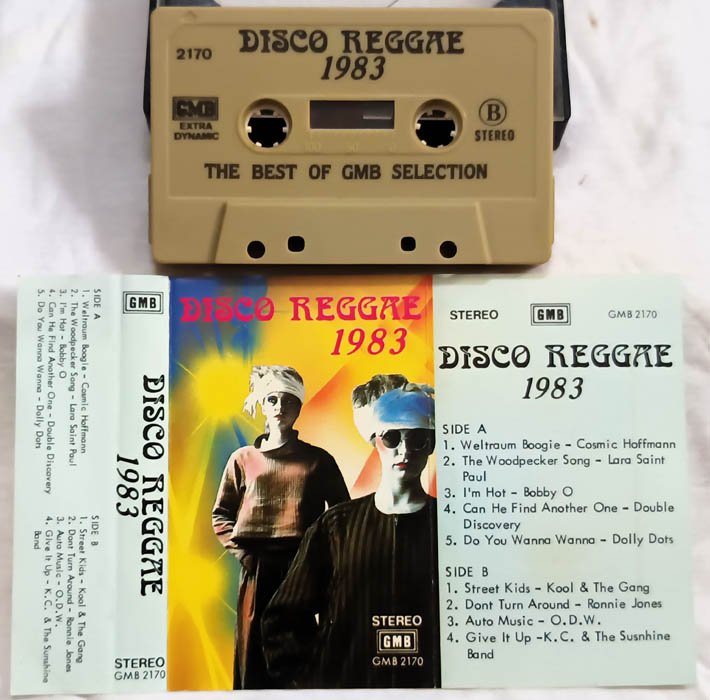 2170
DISCO REGGAE
1983
GMB
EXTRA
DYNAMIC
B
STEREO
100 50 0
THE BEST OF GMB SELECTION
SIDE A
1. Weltraum Boogie - Cosmic Hoffmann
2. The Woodpecker Song - Lara Saint Paul
3. I'm Hot - Bobby O
4. Can He Find Another One - Double Discovery
5. Do You Wanna Wanna - Dolly Dots
SIDE B
1. Street Kids - Kool & The Gang
2. Dont Turn Around - Ronnie Jones
3. Auto Music - O.D.W.
4. Give It Up - K.C. & The Sunshine
Band
GMB
DISCO REGGAE
1983
STEREO
GMB 2170
DISCO REGGAE
1983
STEREO
GMB
GMB 2170
STEREO GMB GMB 2170
DISCO REGGAE
1983
SIDE A
1. Weltraum Boogie - Cosmic Hoffmann
2. The Woodpecker Song - Lara Saint
Paul
3. I'm Hot - Bobby O
4. Can He Find Another One - Double
Discovery
5. Do You Wanna Wanna - Dolly Dots
SIDE B
1. Street Kids - Kool & The Gang
2. Dont Turn Around - Ronnie Jones
3. Auto Music - O.D.W.
4. Give It Up -K.C. & The Susnhine
Band